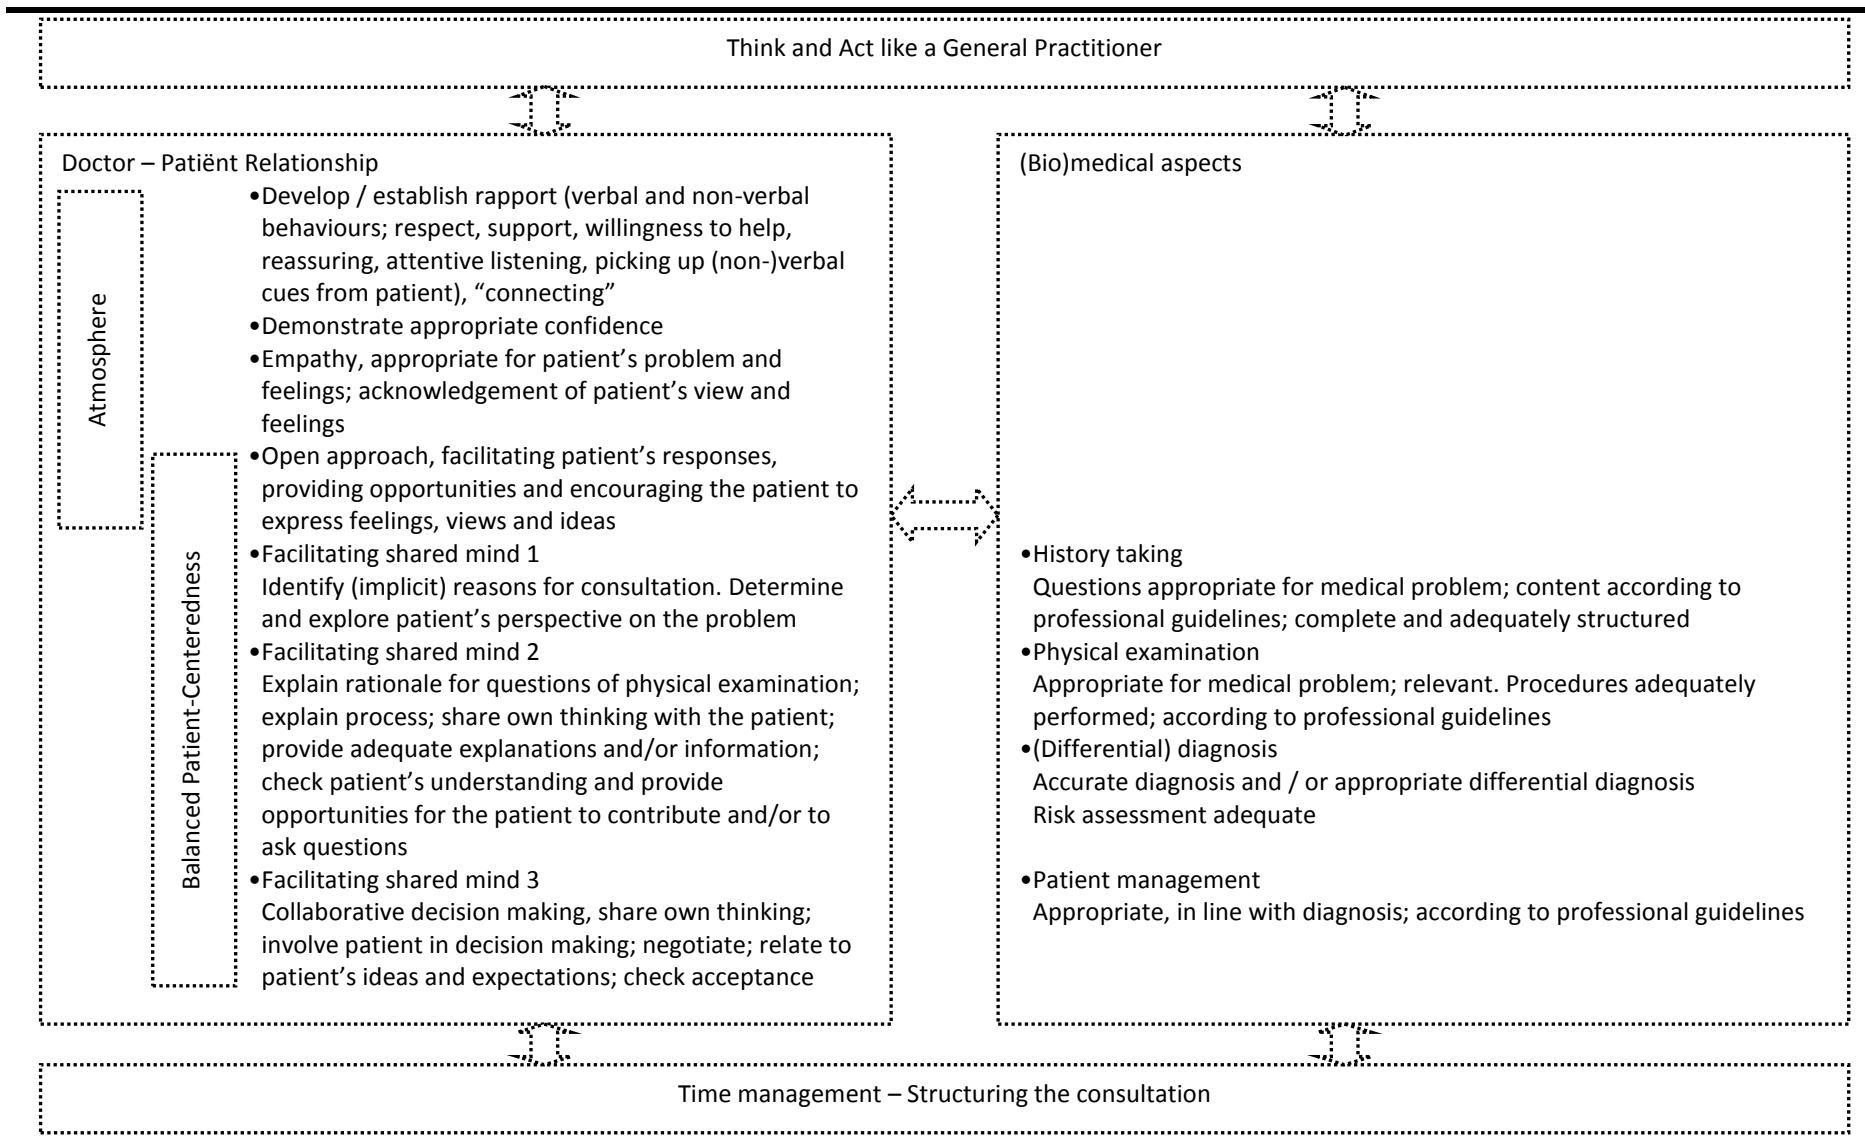 Think and Act like a General Practitioner
Doctor – Patiënt Relationship
Atmosphere
Balanced Patient-Centeredness
•Develop / establish rapport (verbal and non-verbal
behaviours; respect, support, willingness to help,
reassuring, attentive listening, picking up (non-)verbal
cues from patient), “connecting”
•Demonstrate appropriate confidence
•Empathy, appropriate for patient’s problem and
feelings; acknowledgement of patient’s view and
feelings
•Open approach, facilitating patient’s responses,
providing opportunities and encouraging the patient to
express feelings, views and ideas
•Facilitating shared mind 1
Identify (implicit) reasons for consultation. Determine
and explore patient’s perspective on the problem
•Facilitating shared mind 2
Explain rationale for questions of physical examination;
explain process; share own thinking with the patient;
provide adequate explanations and/or information;
check patient’s understanding and provide
opportunities for the patient to contribute and/or to
ask questions
•Facilitating shared mind 3
Collaborative decision making, share own thinking;
involve patient in decision making; negotiate; relate to
patient’s ideas and expectations; check acceptance
(Bio)medical aspects
•History taking
Questions appropriate for medical problem; content according to
professional guidelines; complete and adequately structured
•Physical examination
Appropriate for medical problem; relevant. Procedures adequately
performed; according to professional guidelines
•(Differential) diagnosis
Accurate diagnosis and / or appropriate differential diagnosis
Risk assessment adequate
•Patient management
Appropriate, in line with diagnosis; according to professional guidelines
Time management – Structuring the consultation